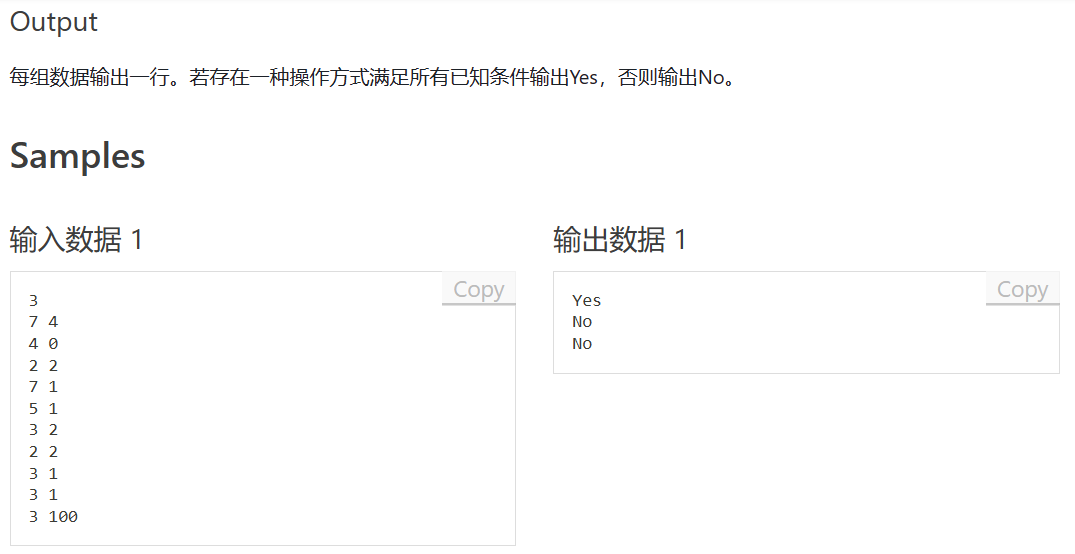 Output
每组数据输出一行。若存在一种操作方式满足所有已知条件输出Yes，否则输出No。
Samples
输入数据 1
Copy
3
7 4
4 0
2 2
7 1
5 1
3 2
2 2
3 1
3 1
3 100
输出数据 1
Copy
Yes
No
No